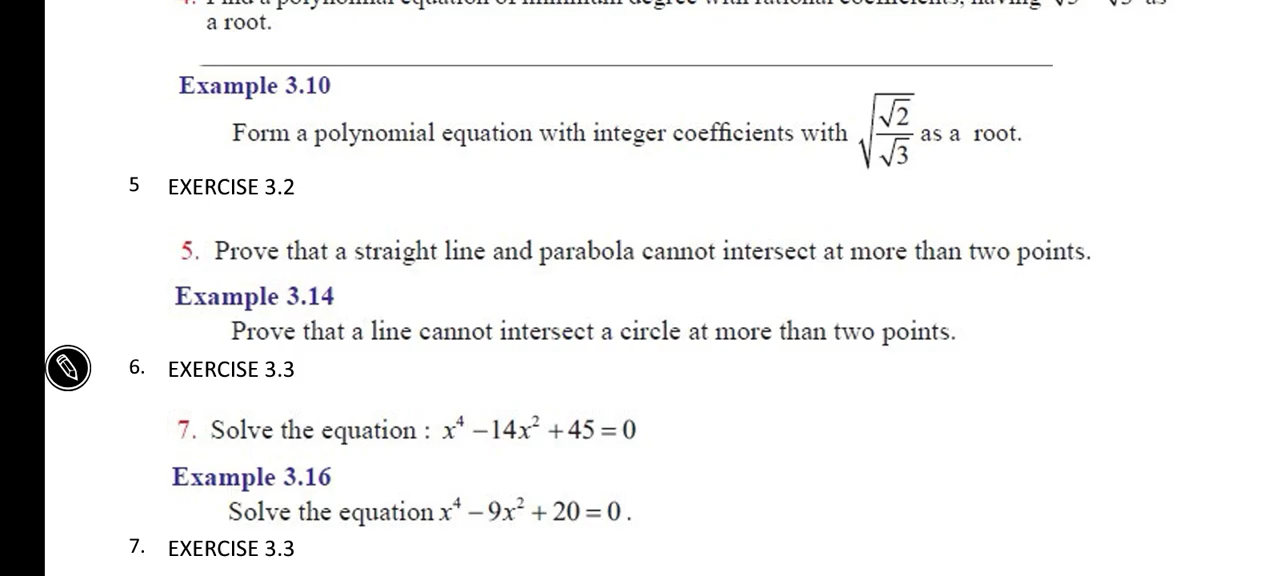 a root.
Example 3.10
Form a polynomial equation with integer coefficients with √(√2/√3) as a root.
5 EXERCISE 3.2
5. Prove that a straight line and parabola cannot intersect at more than two points.
Example 3.14
Prove that a line cannot intersect a circle at more than two points.
6. EXERCISE 3.3
7. Solve the equation : x⁴ −14x² +45 = 0
Example 3.16
Solve the equation x⁴ − 9x² + 20 = 0 .
7. EXERCISE 3.3